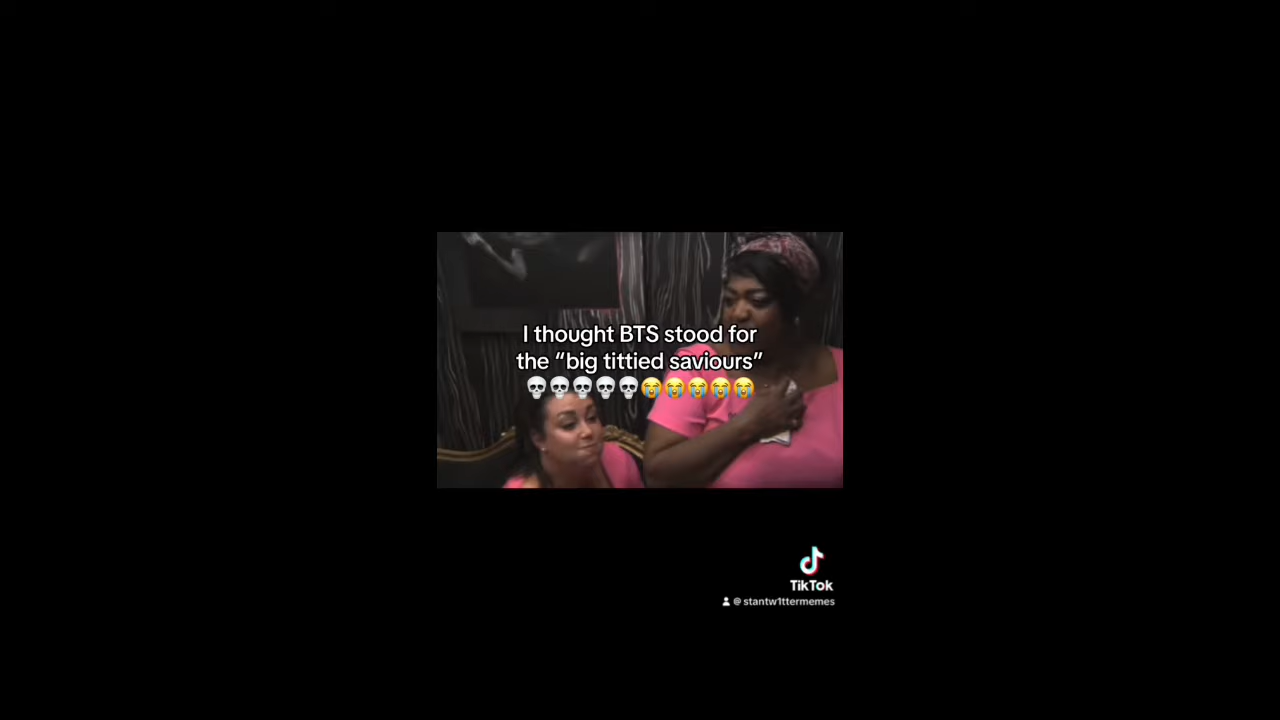 I thought BTS stood for
the “big tittied saviours”
💀💀💀💀💀😭😭😭😭😭
TikTok
@ stantw1ttermemes